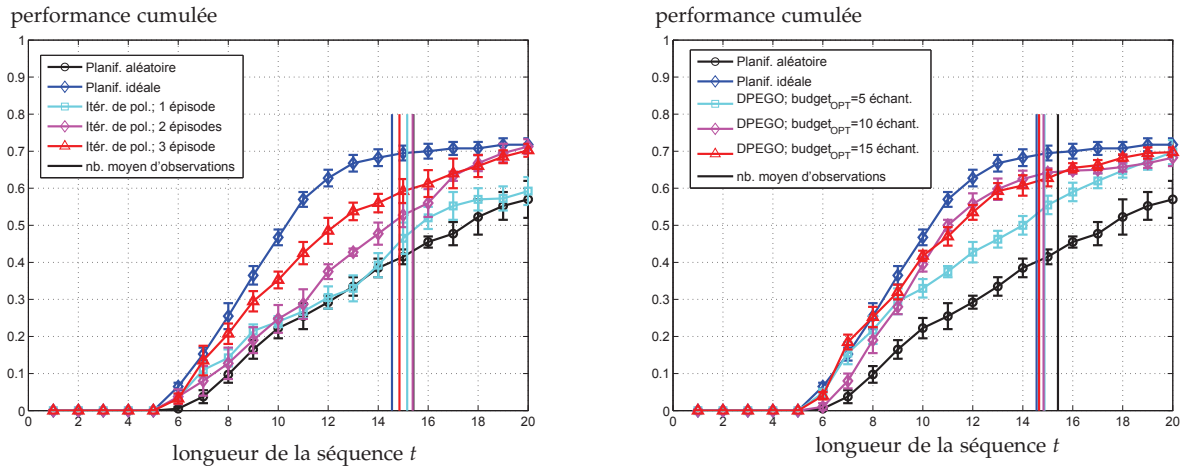 performance cumulée
1
0.9
0.8
0.7
0.6
0.5
0.4
0.3
0.2
0.1
0
Planif. aléatoire
Planif. idéale
Itér. de pol.; 1 épisode
Itér. de pol.; 2 épisodes
Itér. de pol.; 3 épisode
nb. moyen d'observations
0 2 4 6 8 10 12 14 16 18 20
longueur de la séquence t
performance cumulée
1
0.9
0.8
0.7
0.6
0.5
0.4
0.3
0.2
0.1
0
Planif. aléatoire
Planif. idéale
DPEGO; budgetOPT=5 échant.
DPEGO; budgetOPT=10 échant.
DPEGO; budgetOPT=15 échant.
nb. moyen d'observations
0 2 4 6 8 10 12 14 16 18 20
longueur de la séquence t